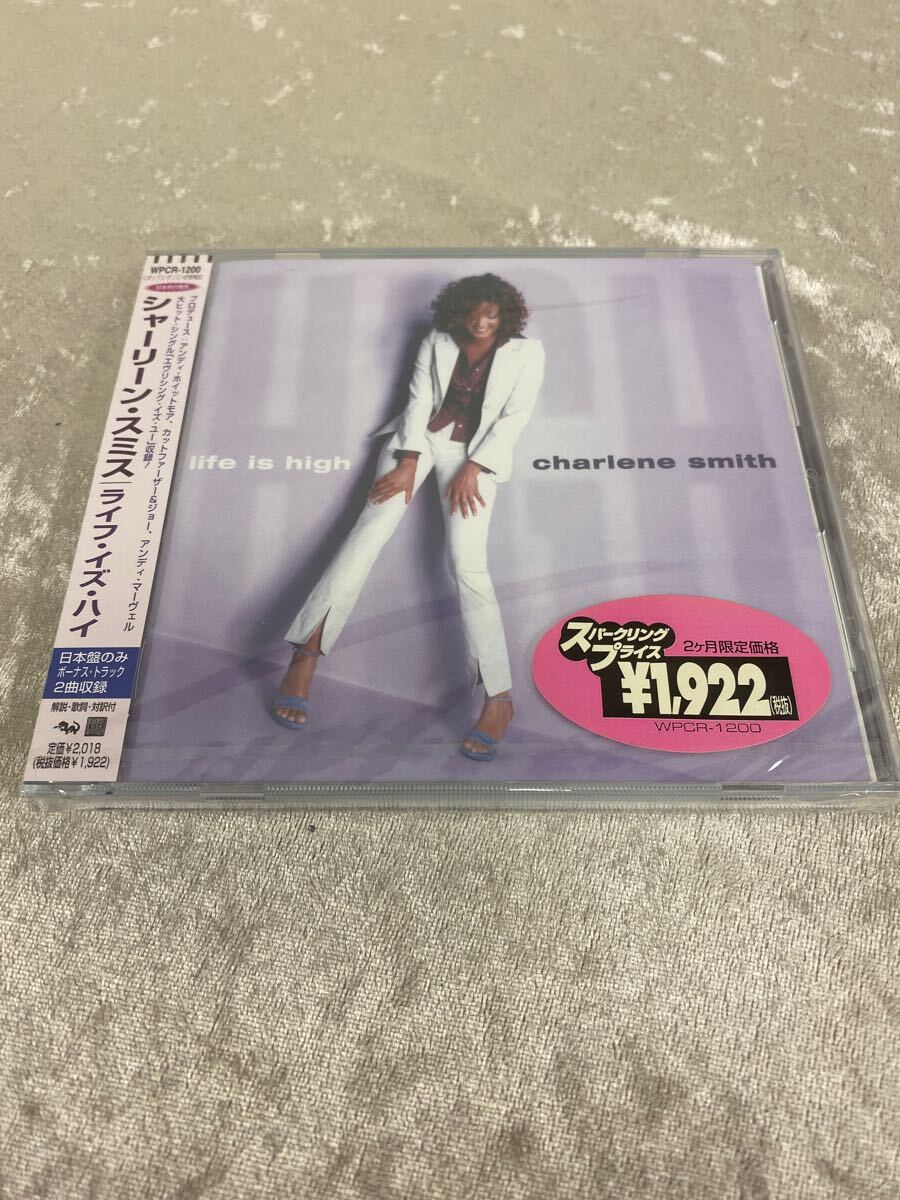 WPCR-1200
シャーリーン・スミス│ライフ・イズ・ハイ
プロデュース:アンディ・ホイットモア、カットファーザー&ジョー、アンディ・マーヴェル
大ヒット・シングル「エヴリシング・イズ・ユー」収録!
日本盤のみ
ボーナス・トラック
2曲収録
解説・歌詞・対訳付
定価¥2,018
(税抜価格¥1,922)
life is high
charlene smith
スパークリング
プライス
2ヶ月限定価格
¥1,922(税抜)
WPCR-1200